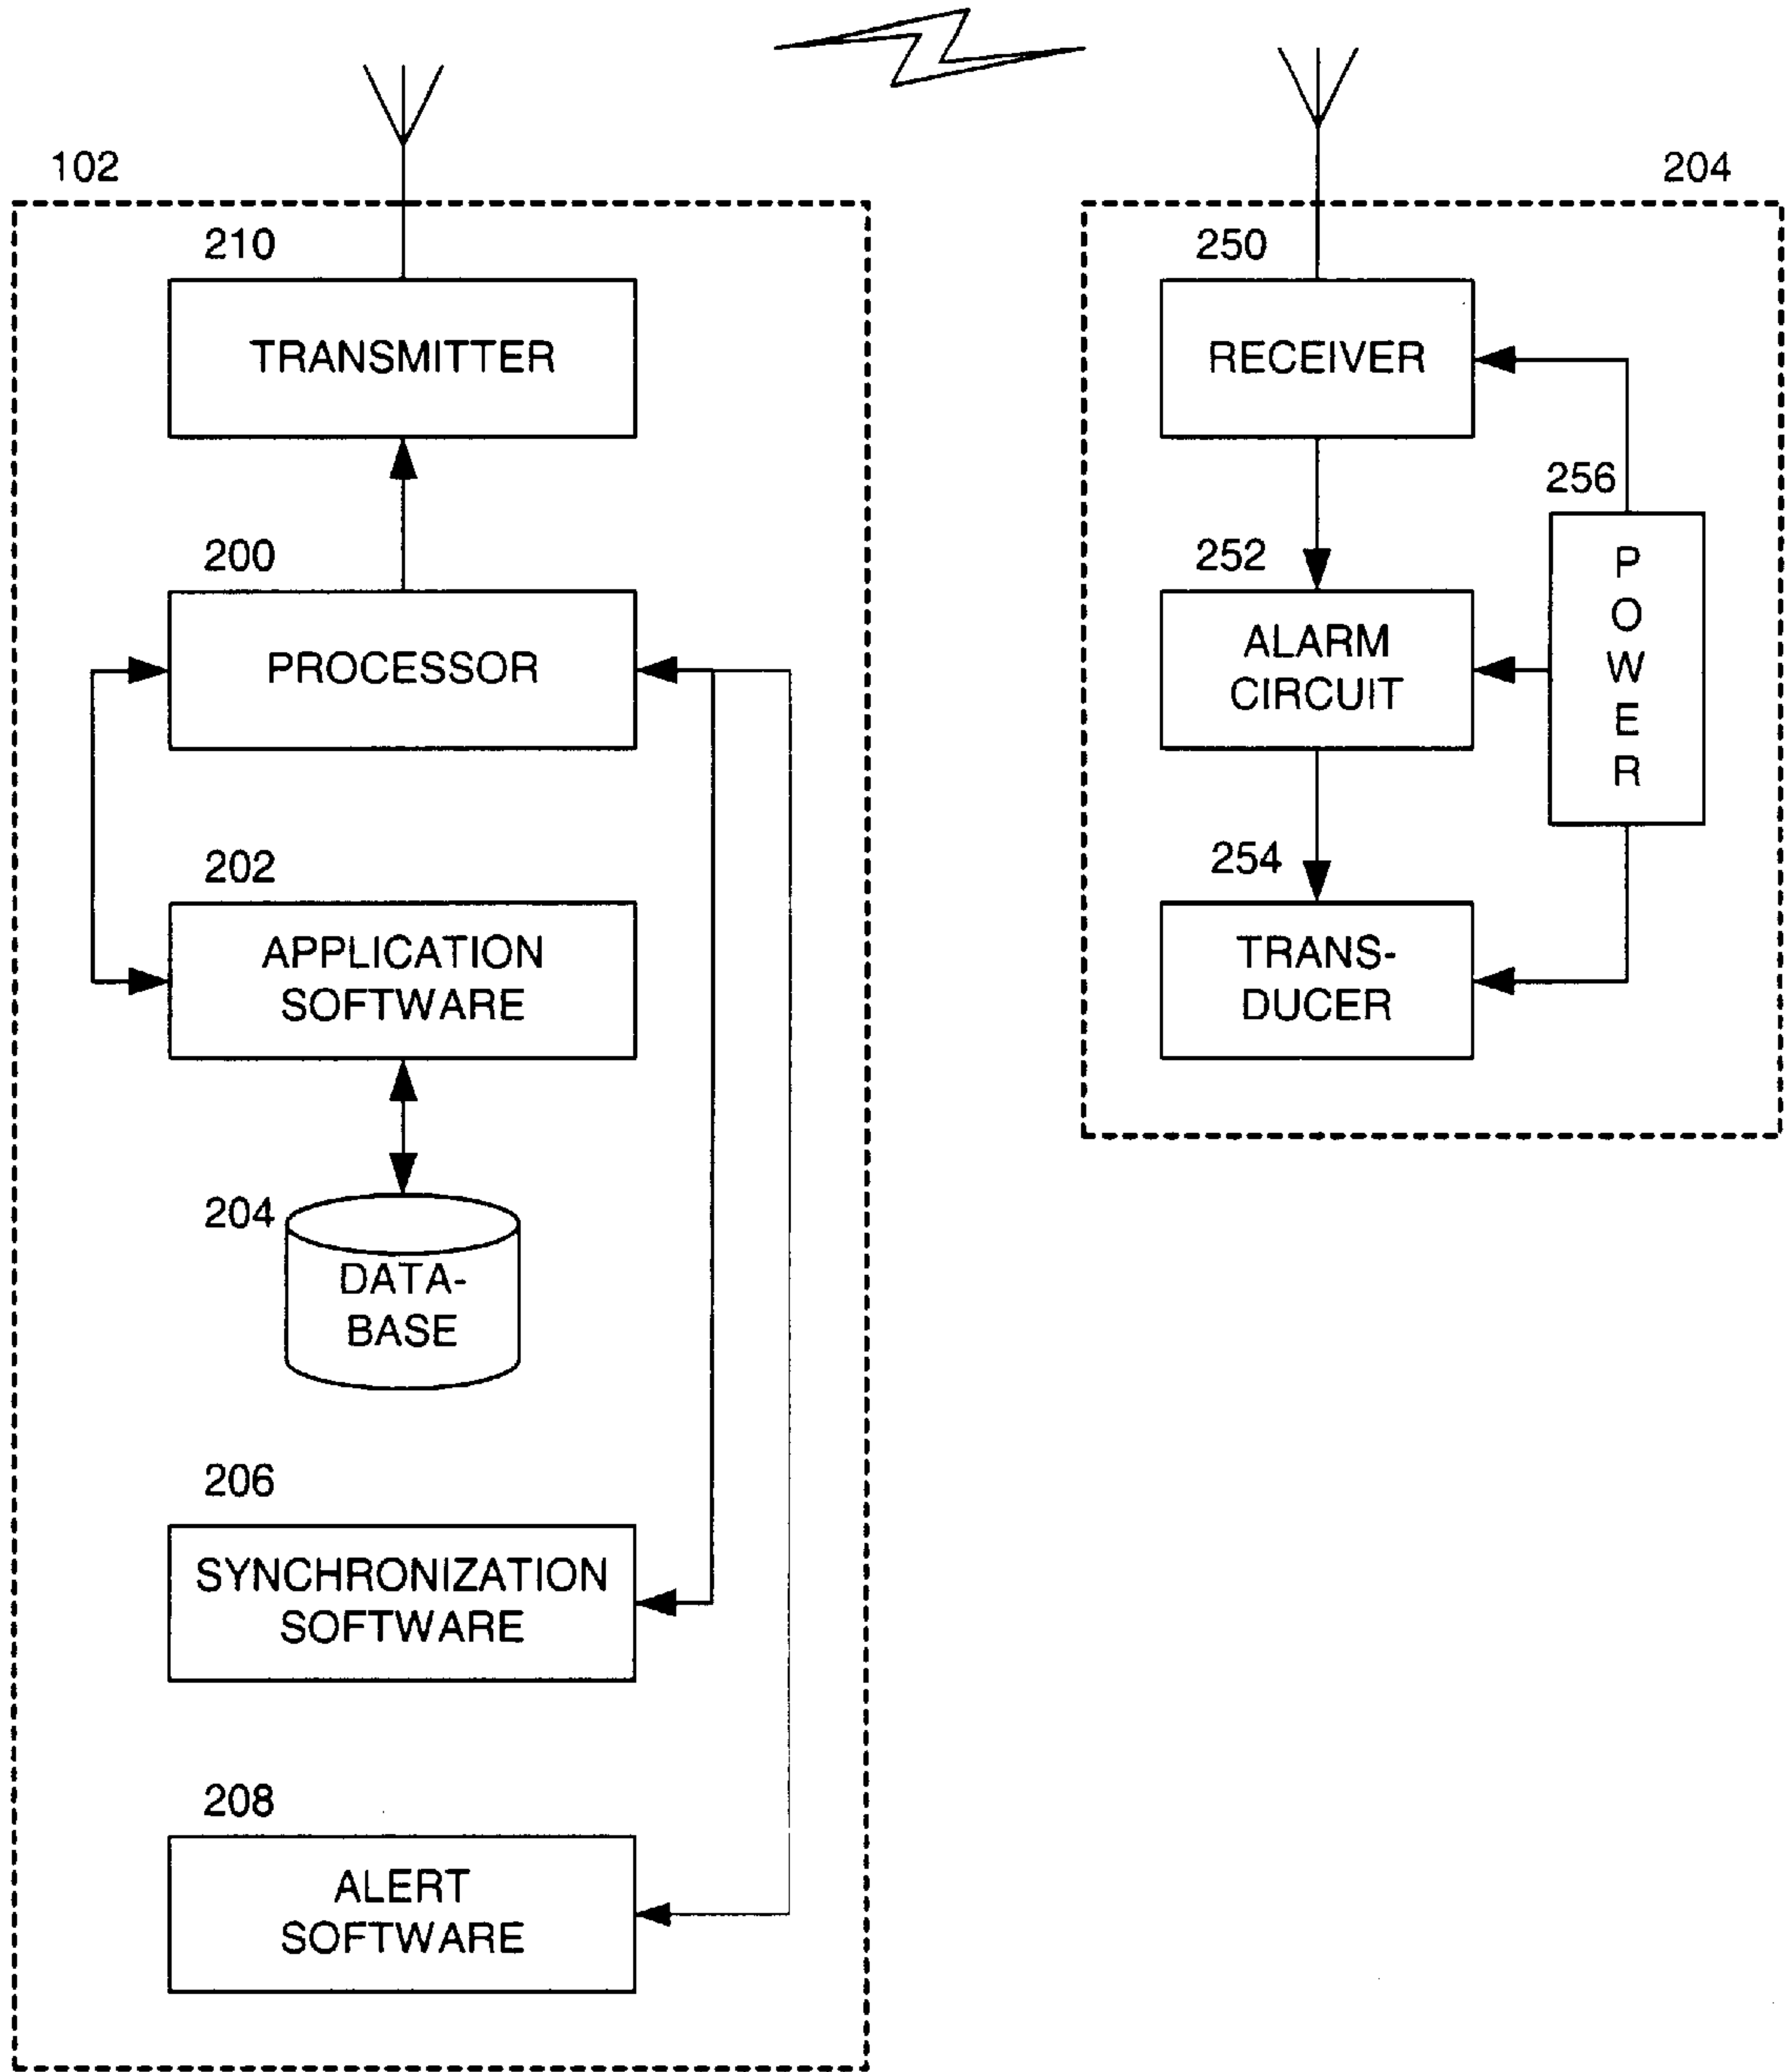 102
210
TRANSMITTER
200
PROCESSOR
202
APPLICATION
SOFTWARE
204
DATA-
BASE
206
SYNCHRONIZATION
SOFTWARE
208
ALERT
SOFTWARE
204
250
RECEIVER
256
POWER
252
ALARM
CIRCUIT
254
TRANS-
DUCER